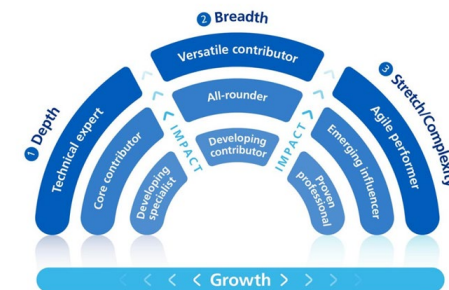 2 Breadth
Versatile contributor
All-rounder
Developing
contributor
1 Depth
Technical expert
Core contributor
Developing
specialist
< IMPACT
IMPACT >
3 Stretch/Complexity
Agile performer
Emerging influencer
Proven
professional
< < < < Growth > > > >